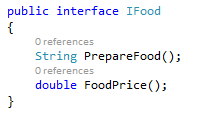 public interface IFood
{
0 references
String PrepareFood();
0 references
double FoodPrice();
}